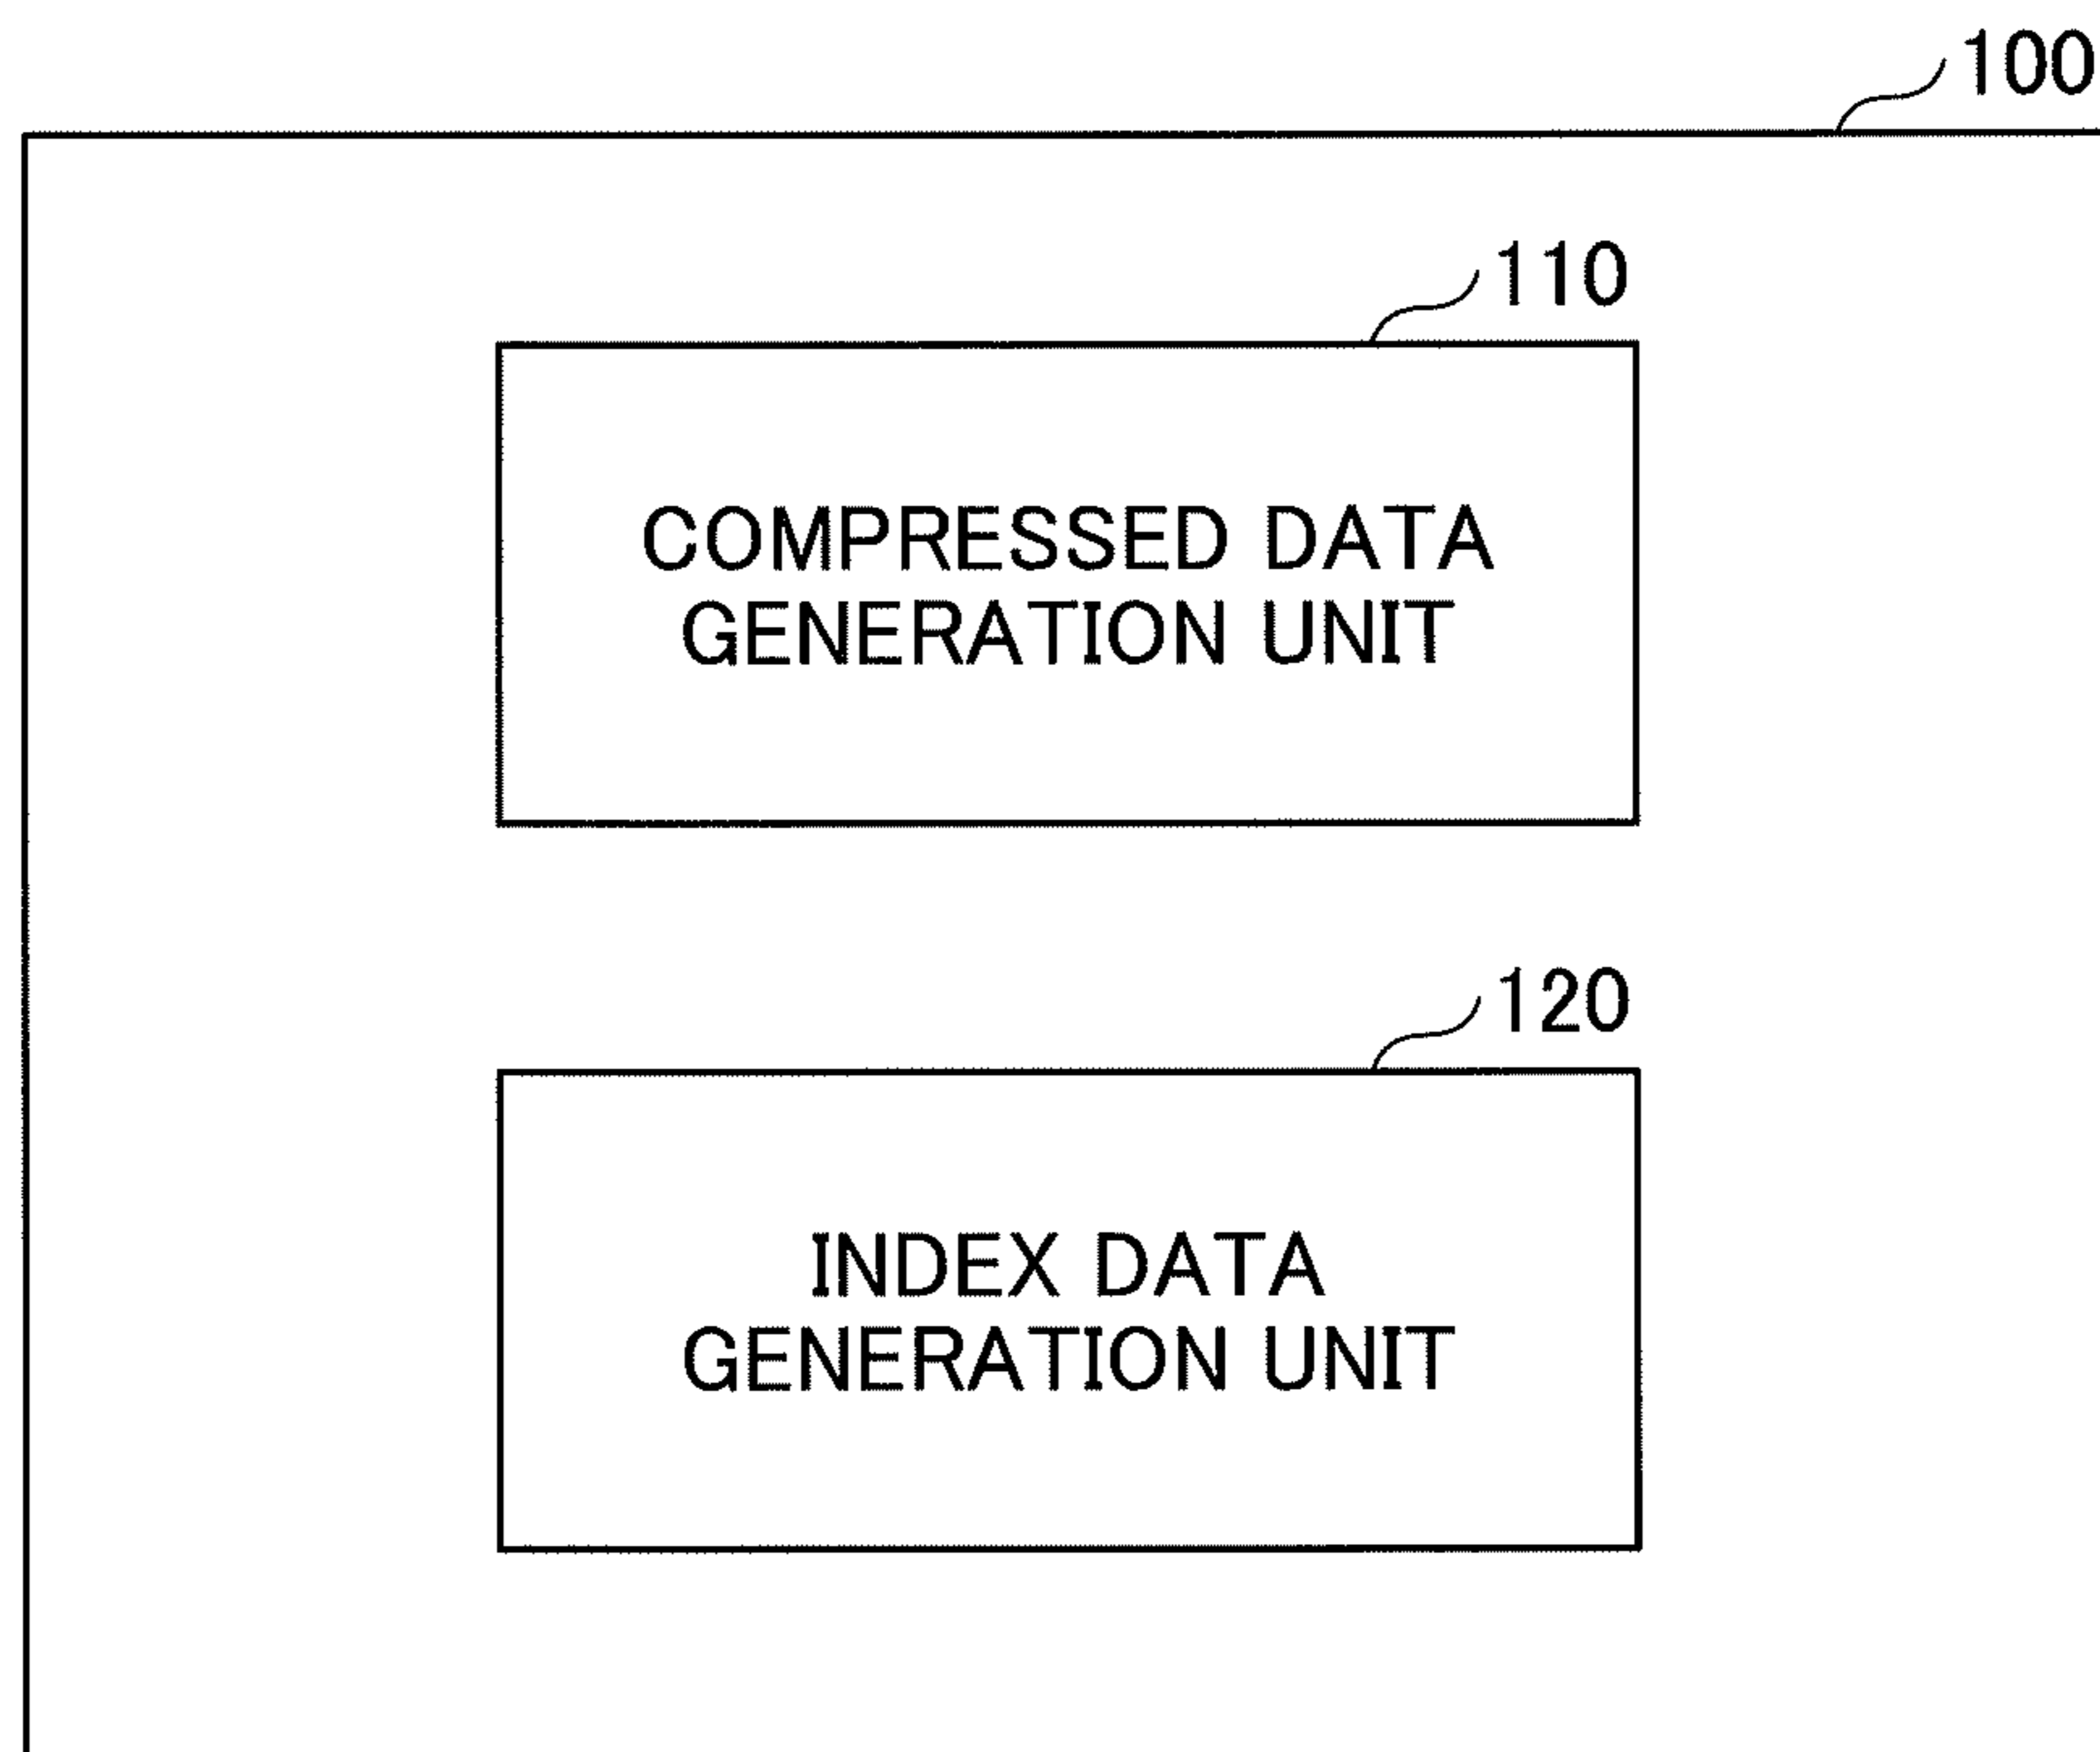 100
110
COMPRESSED DATA
GENERATION UNIT
120
INDEX DATA
GENERATION UNIT